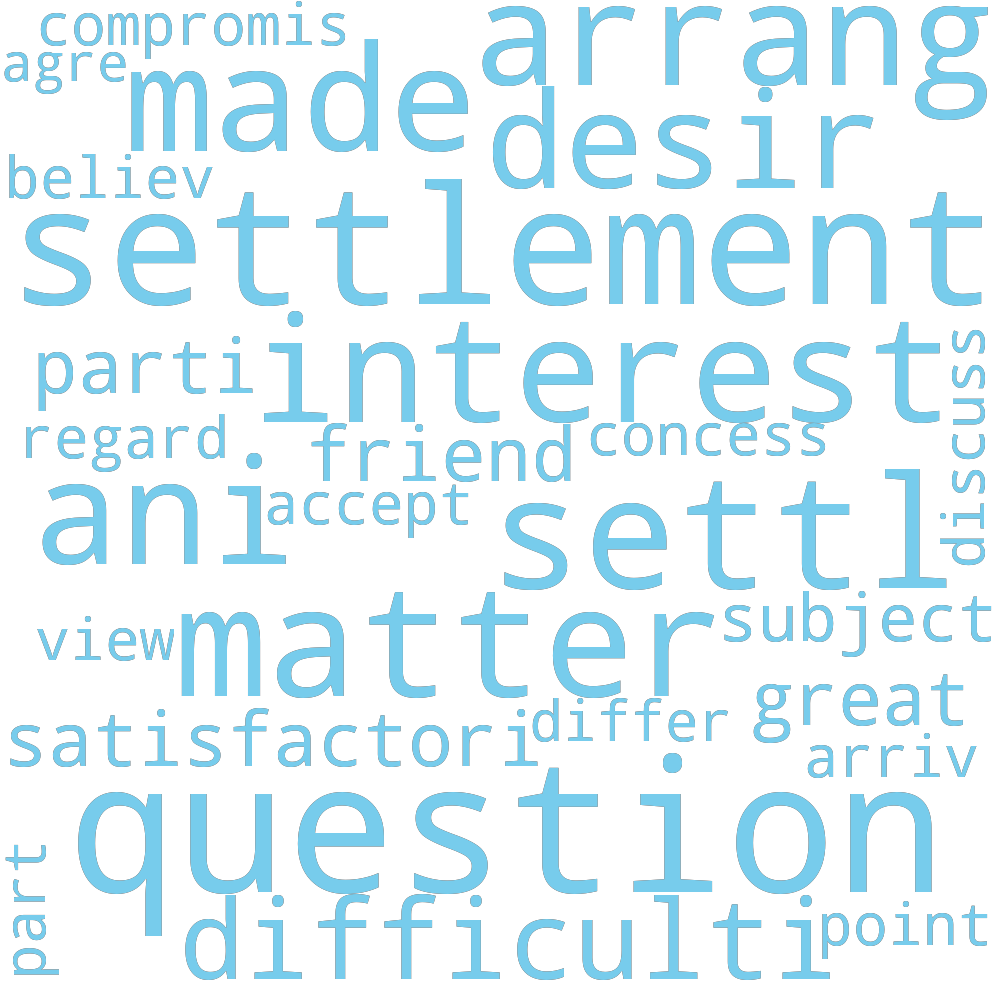 compromis
arrang
agre
made
desir
believ
settlement
interest
parti
discuss
regard
friend
concess
ani
accept
settl
matter
subject
view
great
satisfactori
differ
arriv
question
part
difficulti
point